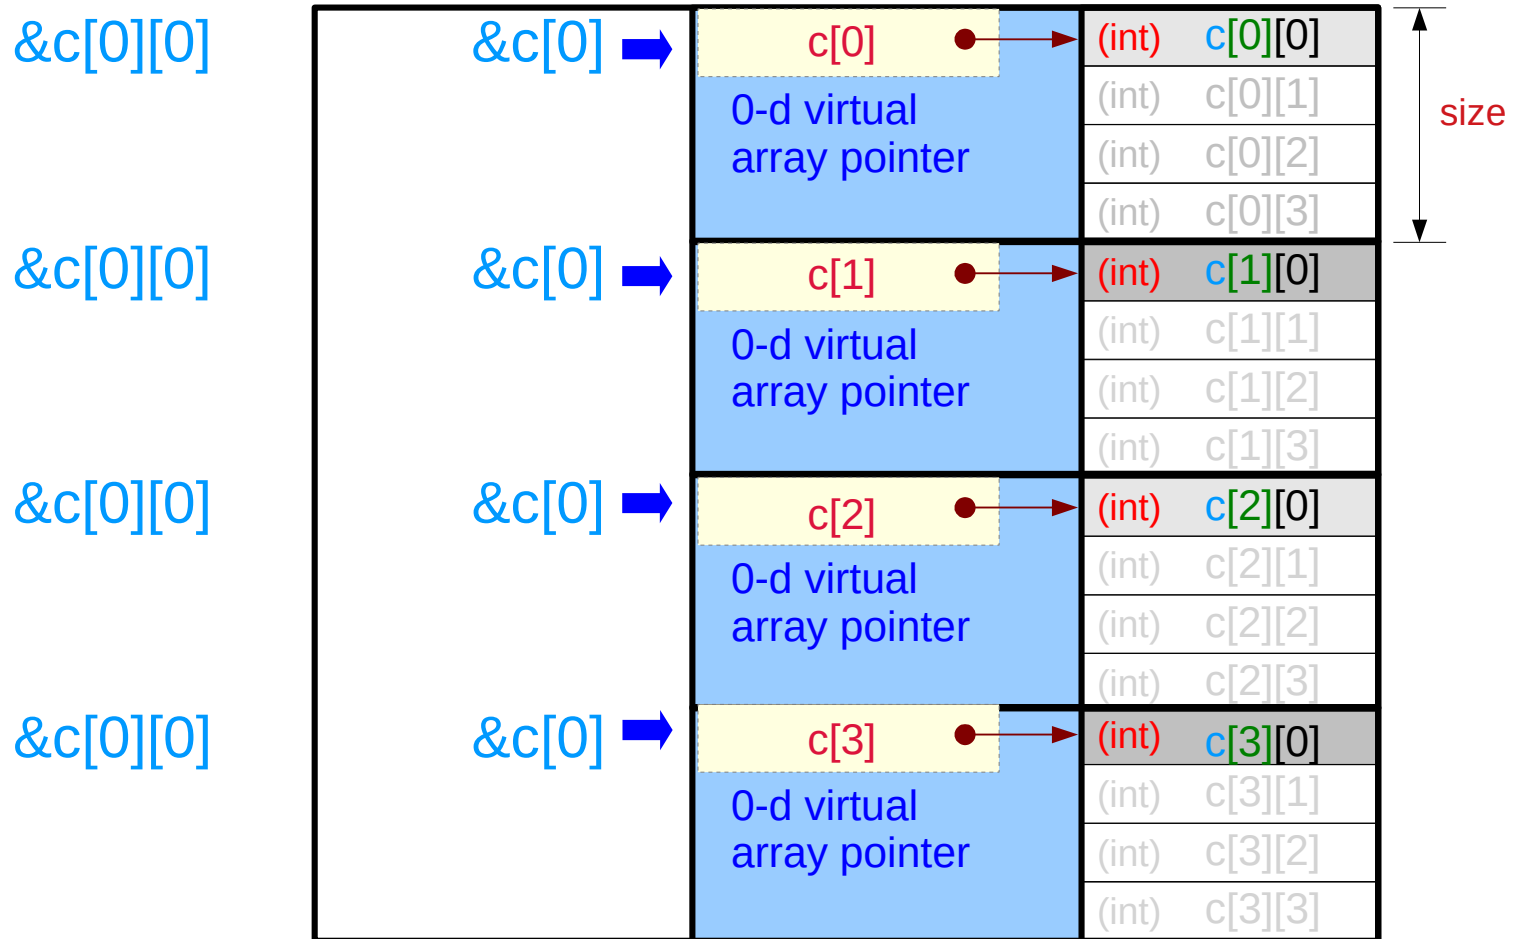 &c[0][0] &c[0] c[0] (int) c[0][0]
0-d virtual (int) c[0][1] size
array pointer (int) c[0][2]
(int) c[0][3]
&c[0][0] &c[0] c[1] (int) c[1][0]
0-d virtual (int) c[1][1]
array pointer (int) c[1][2]
(int) c[1][3]
&c[0][0] &c[0] c[2] (int) c[2][0]
0-d virtual (int) c[2][1]
array pointer (int) c[2][2]
(int) c[2][3]
&c[0][0] &c[0] c[3] (int) c[3][0]
0-d virtual (int) c[3][1]
array pointer (int) c[3][2]
(int) c[3][3]